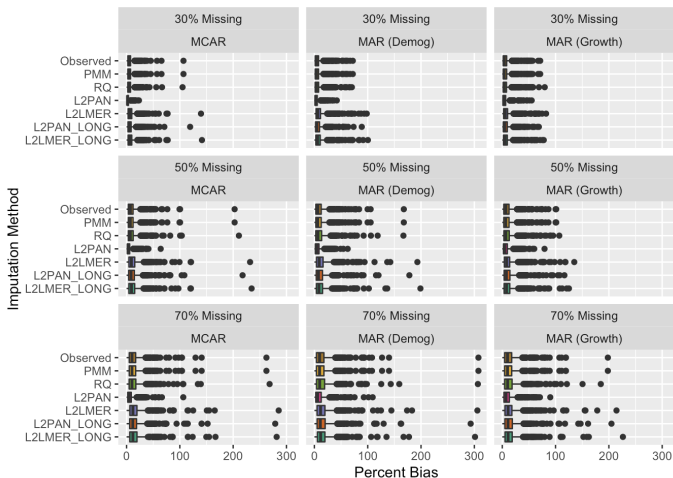 30% Missing 30% Missing 30% Missing
MCAR MAR (Demog) MAR (Growth)
Observed
PMM
RQ
L2PAN
L2LMER
L2PAN_LONG
L2LMER_LONG
50% Missing 50% Missing 50% Missing
MCAR MAR (Demog) MAR (Growth)
Observed
PMM
RQ
L2PAN
L2LMER
L2PAN_LONG
L2LMER_LONG
Imputation Method
70% Missing 70% Missing 70% Missing
MCAR MAR (Demog) MAR (Growth)
Observed
PMM
RQ
L2PAN
L2LMER
L2PAN_LONG
L2LMER_LONG
0 100 200 300 0 100 200 300 0 100 200 300
Percent Bias